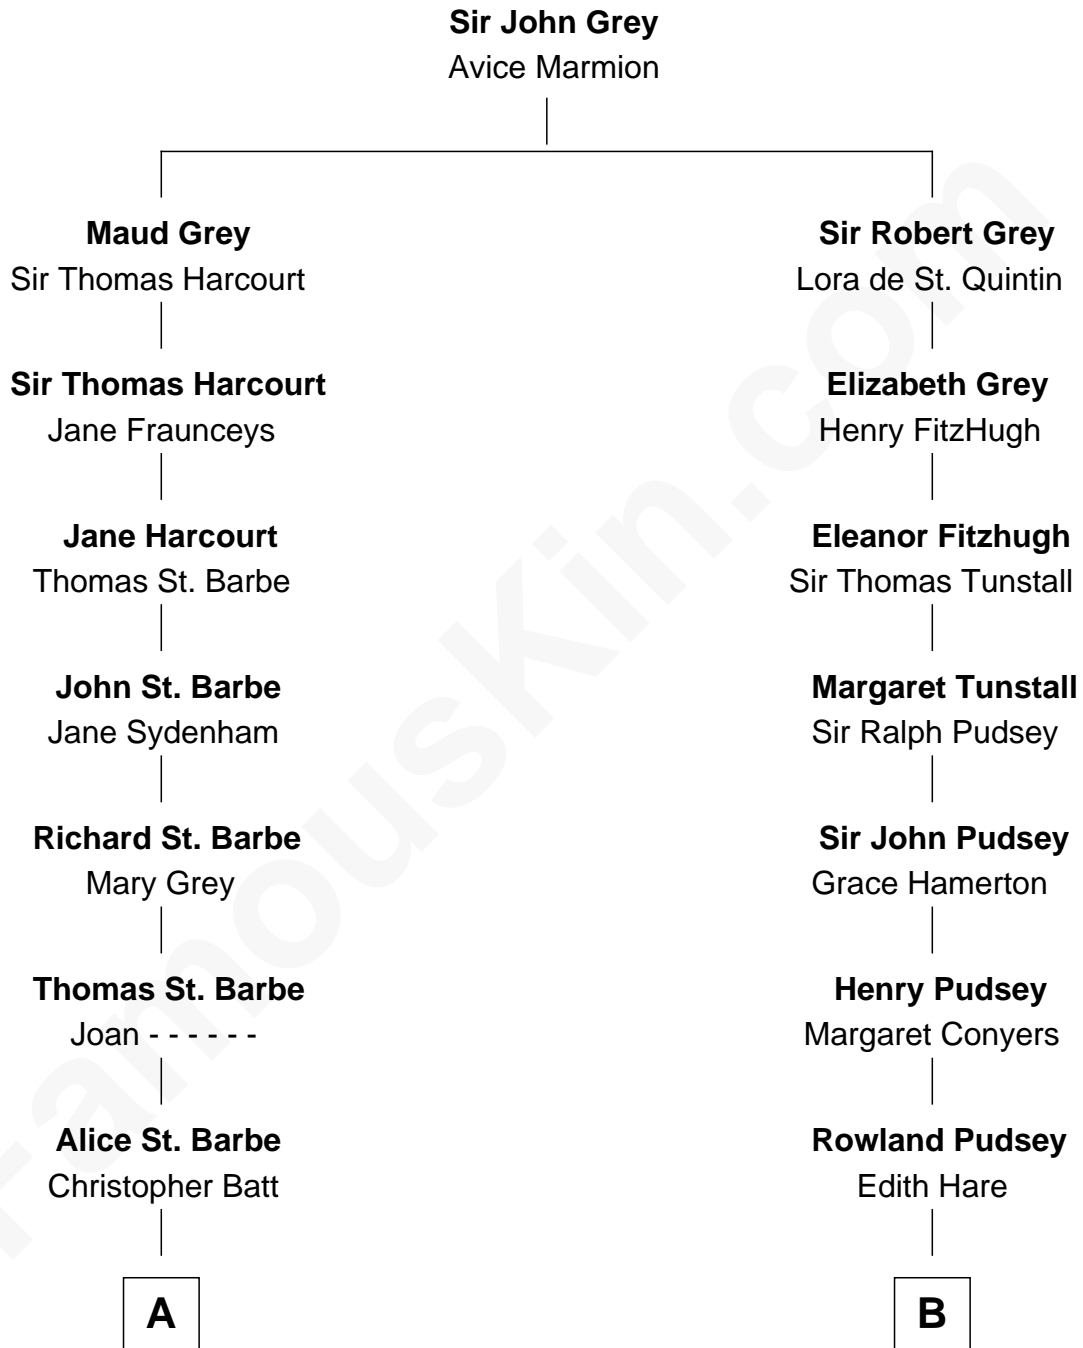 Sir John Grey
Avice Marmion
Maud Grey
Sir Thomas Harcourt
Sir Robert Grey
Lora de St. Quintin
Sir Thomas Harcourt
Jane Fraunceys
Elizabeth Grey
Henry FitzHugh
Jane Harcourt
Thomas St. Barbe
Eleanor Fitzhugh
Sir Thomas Tunstall
John St. Barbe
Jane Sydenham
Margaret Tunstall
Sir Ralph Pudsey
Richard St. Barbe
Mary Grey
Sir John Pudsey
Grace Hamerton
Thomas St. Barbe
Joan - - - - - -
Henry Pudsey
Margaret Conyers
Alice St. Barbe
Christopher Batt
Rowland Pudsey
Edith Hare
A
B
FamousKin.com